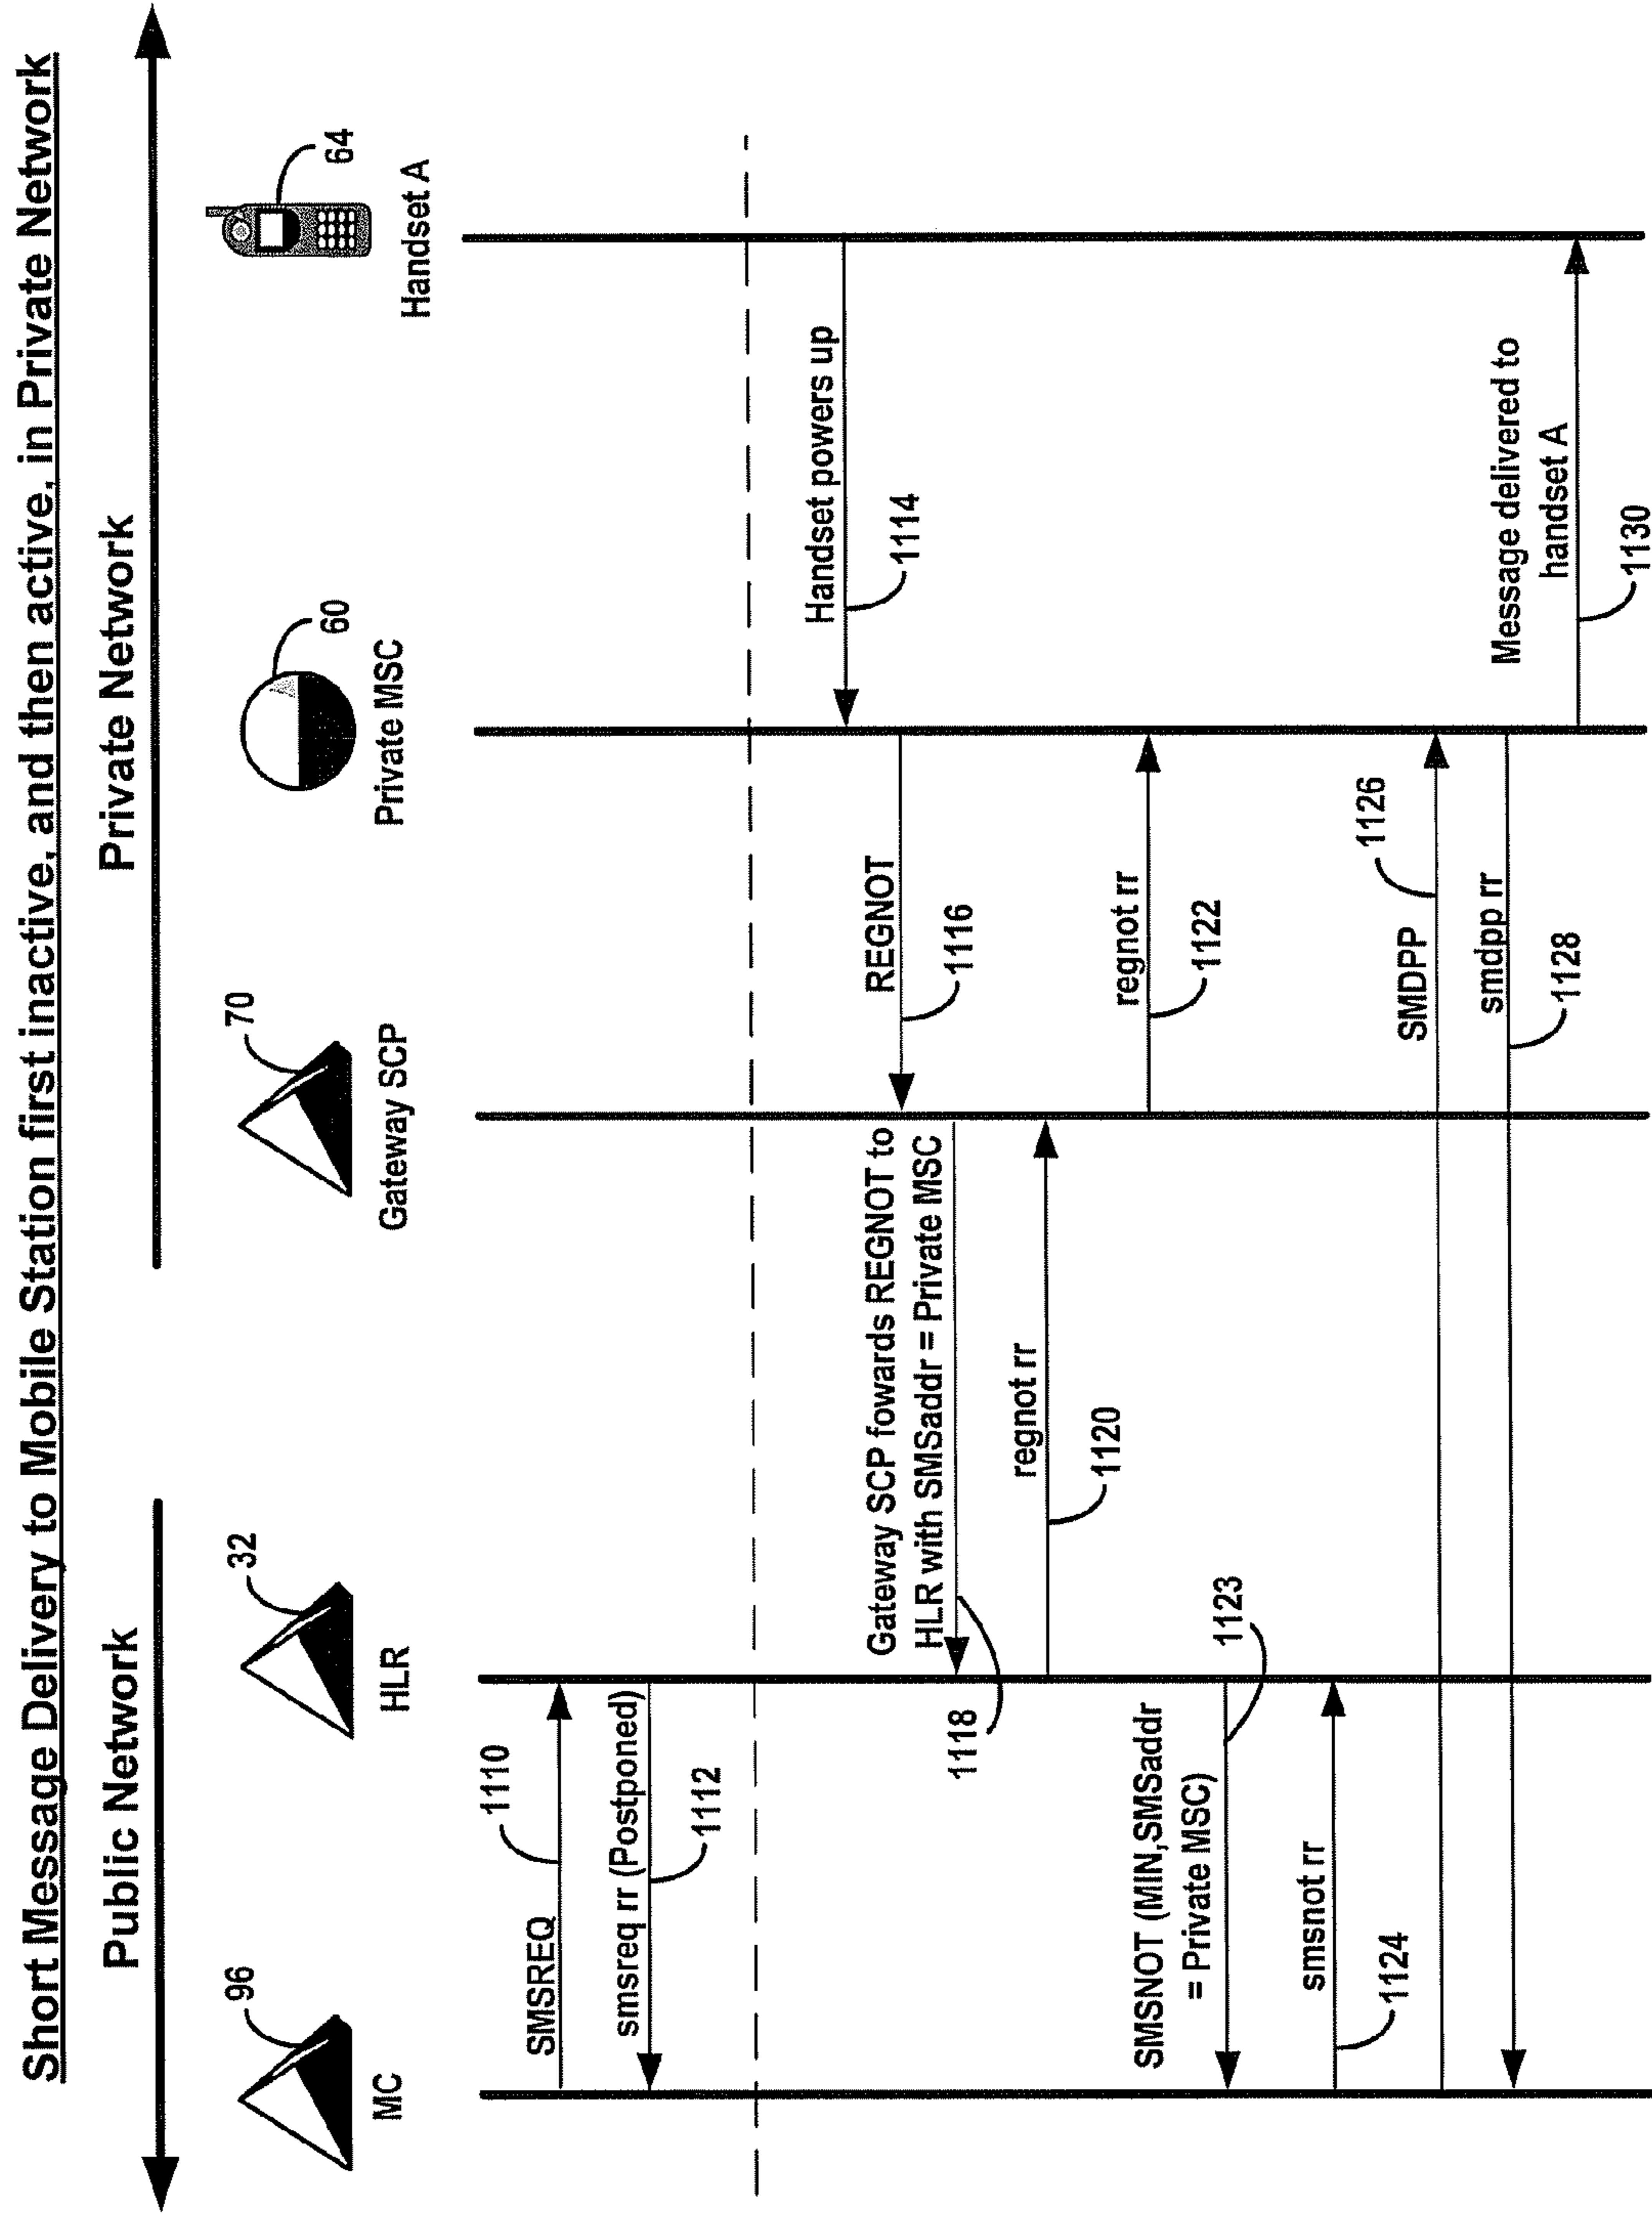 Short Message Delivery to Mobile Station first inactive, and then active, in Private Network
Public Network
Private Network
96
32
70
60
64
MC
HLR
Gateway SCP
Private MSC
Handset A
SMSREQ
1110
smsreq rr (Postponed)
1112
Handset powers up
1114
REGNOT
1116
Gateway SCP fowards REGNOT to
HLR with SMSaddr = Private MSC
1118
regnot rr
1120
regnot rr
1122
SMSNOT (MIN,SMSaddr
= Private MSC)
1123
smsnot rr
1124
SMDPP
1126
smdpp rr
1128
Message delivered to
handset A
1130